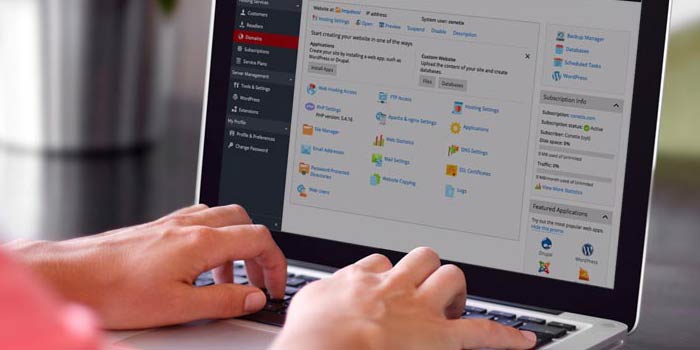 Hosting Services
Customers
Resellers
Domains
Subscriptions
Service Plans
Server Management
Tools & Settings
WordPress
Extensions
My Profile
Profile & Preferences
Change Password
Website at
IP address
System user:
Hosting Settings
Open
Preview
Suspend
Disable
Description
Start creating your website in one of the ways
Applications
Create your site by installing a web app, such as
WordPress or Drupal.
Install Apps
Custom Website
Upload the content of your site and create
databases.
Files
Databases
Web Hosting Access
FTP Access
Hosting Settings
PHP Settings
PHP version: 5.4.16
Apache & nginx Settings
Applications
File Manager
Web Statistics
DNS Settings
Email Addresses
Mail Settings
SSL Certificates
Password-Protected
Directories
Website Copying
Logs
Web Users
Backup Manager
Databases
Scheduled Tasks
WordPress
Subscription Info
Subscription:
Subscription status: Active
Subscriber:
Disk space: 0%
0 MB used of Unlimited
Traffic: 0%
0 MB/month used of Unlimited
View More Statistics
Featured Applications
Try out the most popular web apps.
Hide this promo
Drupal
WordPress